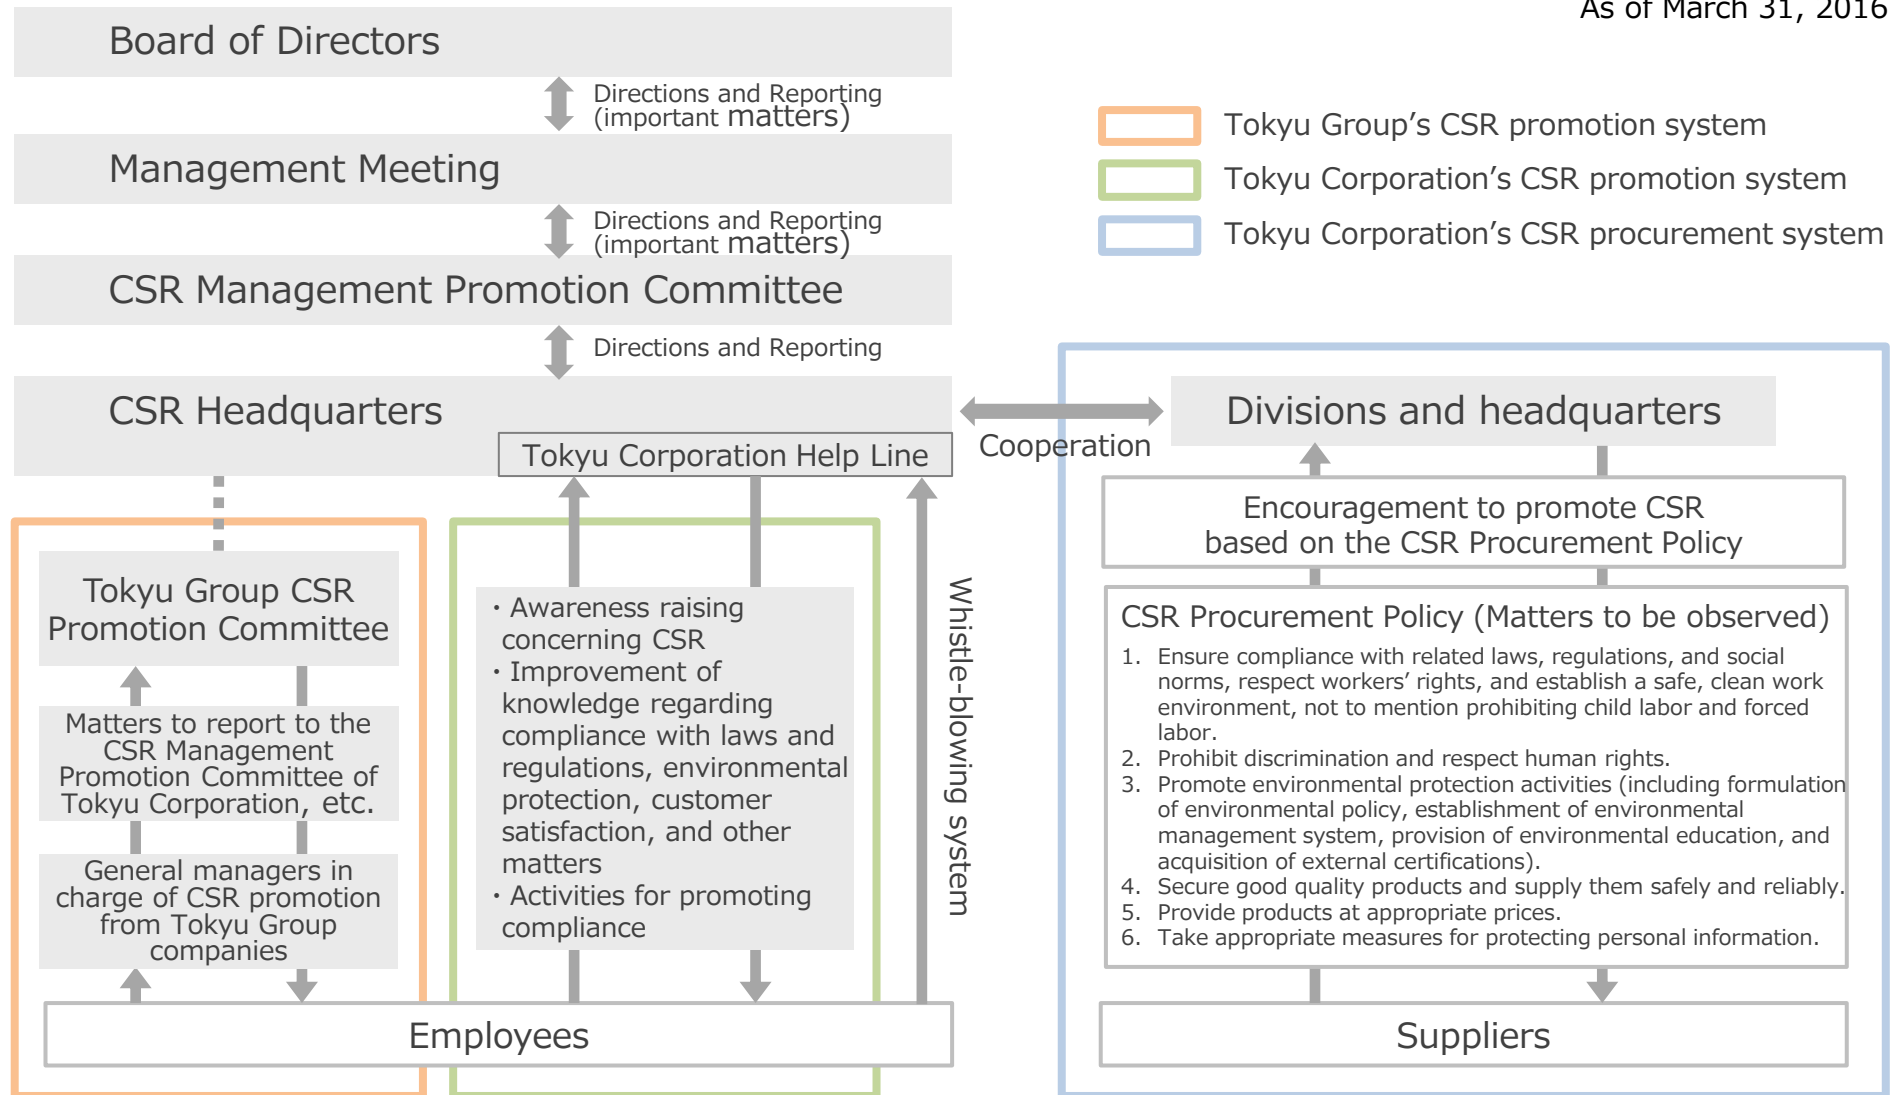 As of March 31, 2016
Board of Directors
Directions and Reporting
(important matters)
Management Meeting
Directions and Reporting
(important matters)
CSR Management Promotion Committee
Directions and Reporting
CSR Headquarters
Tokyu Corporation Help Line
Tokyu Group's CSR promotion system
Tokyu Corporation's CSR promotion system
Tokyu Corporation's CSR procurement system
Cooperation
Tokyu Group CSR
Promotion Committee
Matters to report to the
CSR Management
Promotion Committee of
Tokyu Corporation, etc.
General managers in
charge of CSR promotion
from Tokyu Group
companies
・Awareness raising
concerning CSR
・Improvement of
knowledge regarding
compliance with laws and
regulations, environmental
protection, customer
satisfaction, and other
matters
・Activities for promoting
compliance
Whistle-blowing system
Employees
Divisions and headquarters
Encouragement to promote CSR
based on the CSR Procurement Policy
CSR Procurement Policy (Matters to be observed)
1. Ensure compliance with related laws, regulations, and social
norms, respect workers' rights, and establish a safe, clean work
environment, not to mention prohibiting child labor and forced
labor.
2. Prohibit discrimination and respect human rights.
3. Promote environmental protection activities (including formulation
of environmental policy, establishment of environmental
management system, provision of environmental education, and
acquisition of external certifications).
4. Secure good quality products and supply them safely and reliably.
5. Provide products at appropriate prices.
6. Take appropriate measures for protecting personal information.
Suppliers